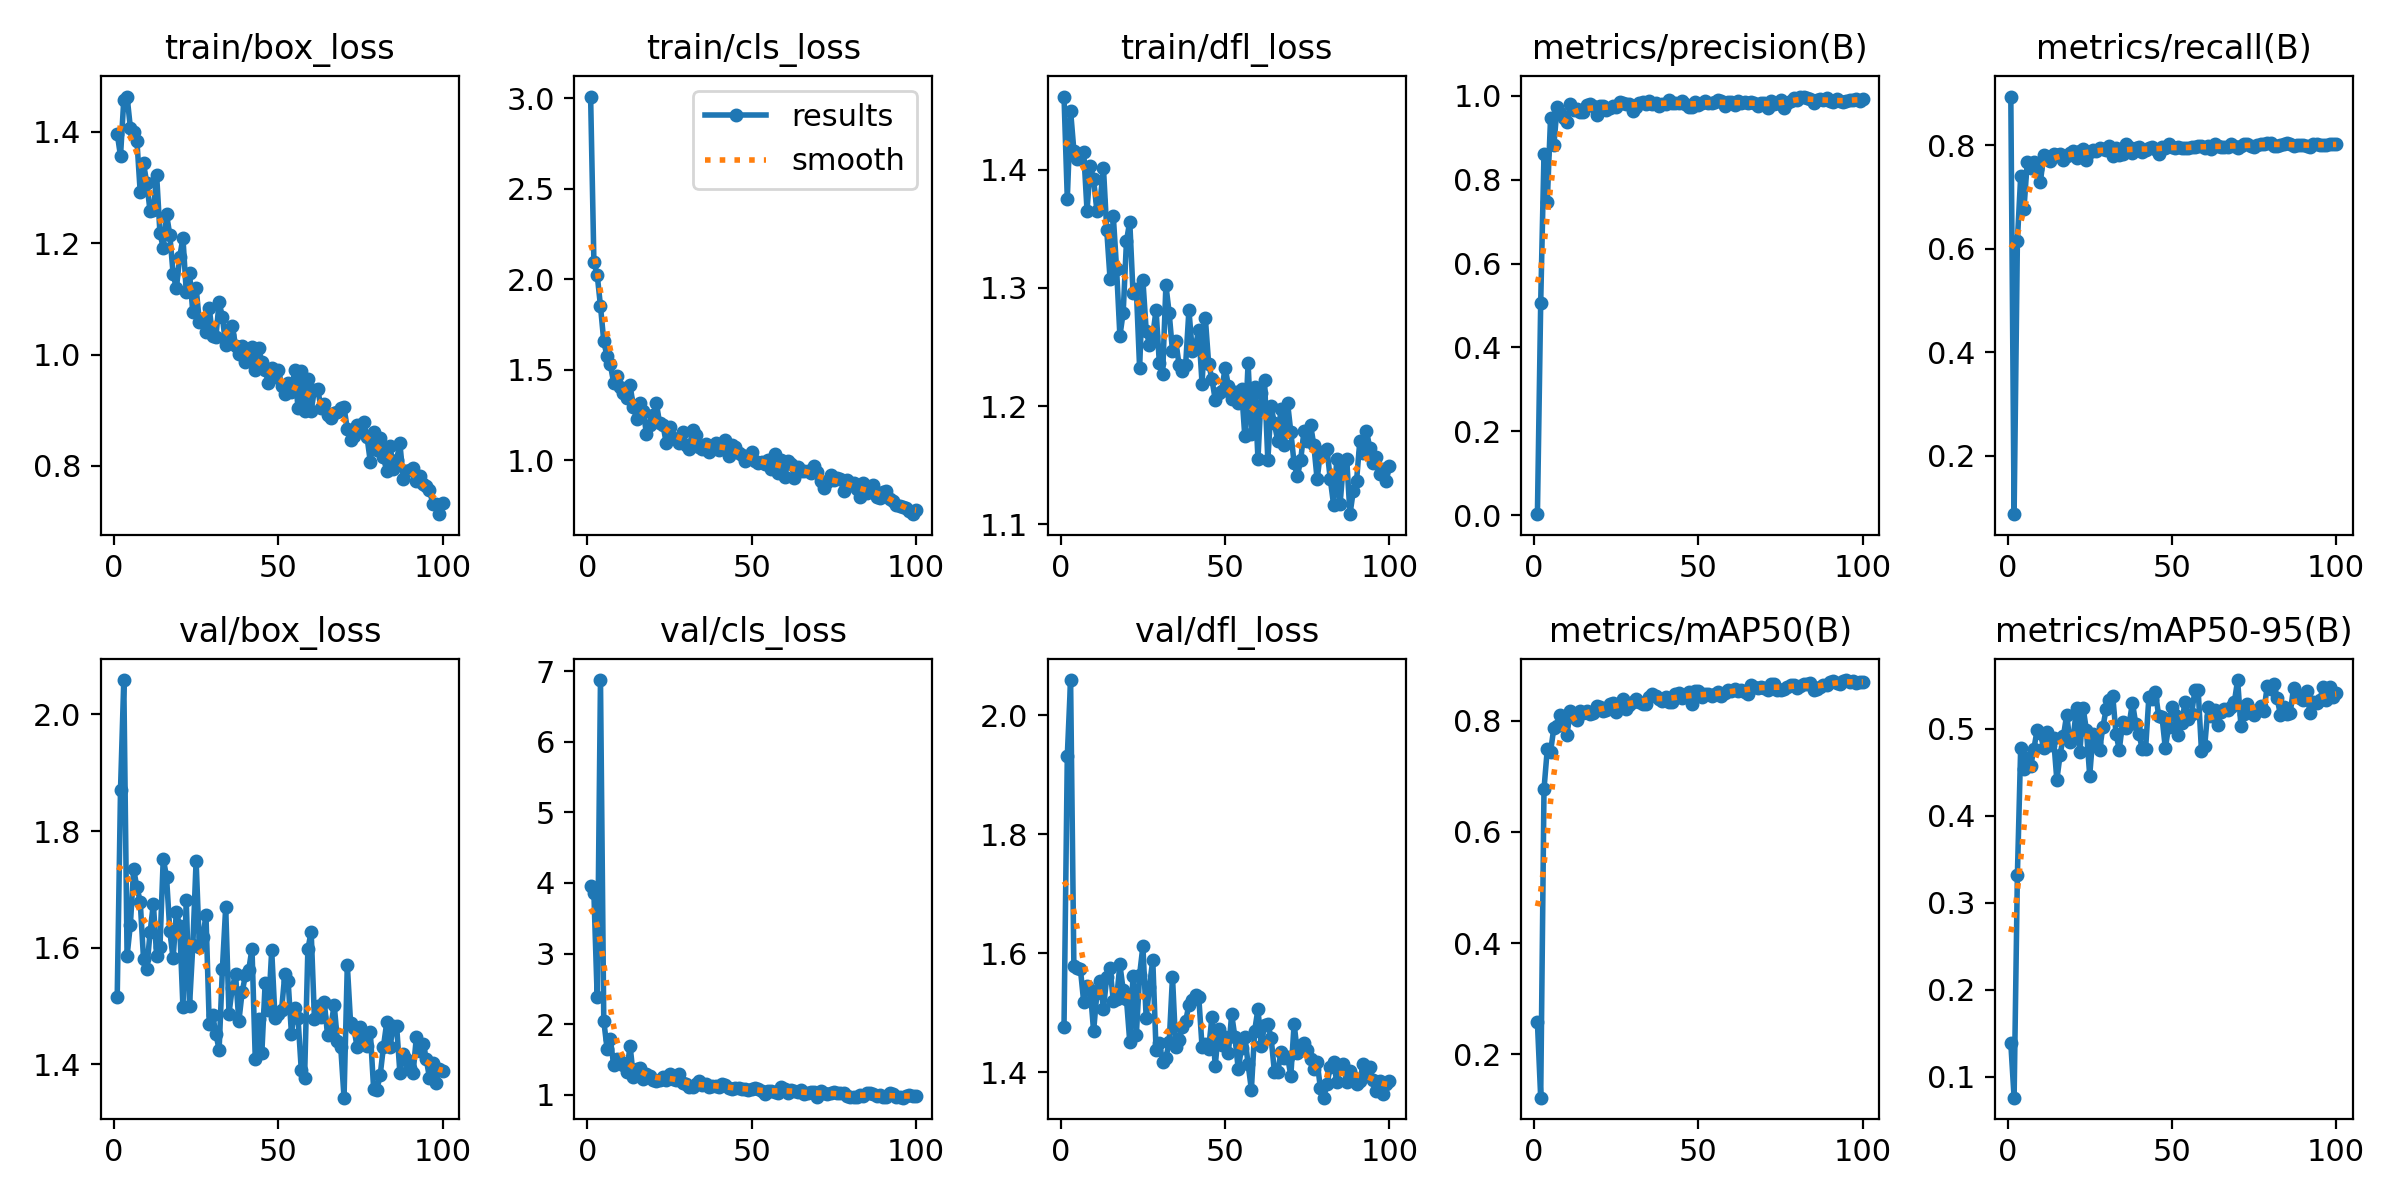 train/box_loss
1.4
1.2
1.0
0.8
0 50 100
train/cls_loss
3.0
2.5
2.0
1.5
1.0
results
smooth
0 50 100
train/dfl_loss
1.4
1.3
1.2
1.1
0 50 100
metrics/precision(B)
1.0
0.8
0.6
0.4
0.2
0.0
0 50 100
metrics/recall(B)
0.8
0.6
0.4
0.2
0 50 100
val/box_loss
2.0
1.8
1.6
1.4
0 50 100
val/cls_loss
7
6
5
4
3
2
1
0 50 100
val/dfl_loss
2.0
1.8
1.6
1.4
0 50 100
metrics/mAP50(B)
0.8
0.6
0.4
0.2
0 50 100
metrics/mAP50-95(B)
0.5
0.4
0.3
0.2
0.1
0 50 100